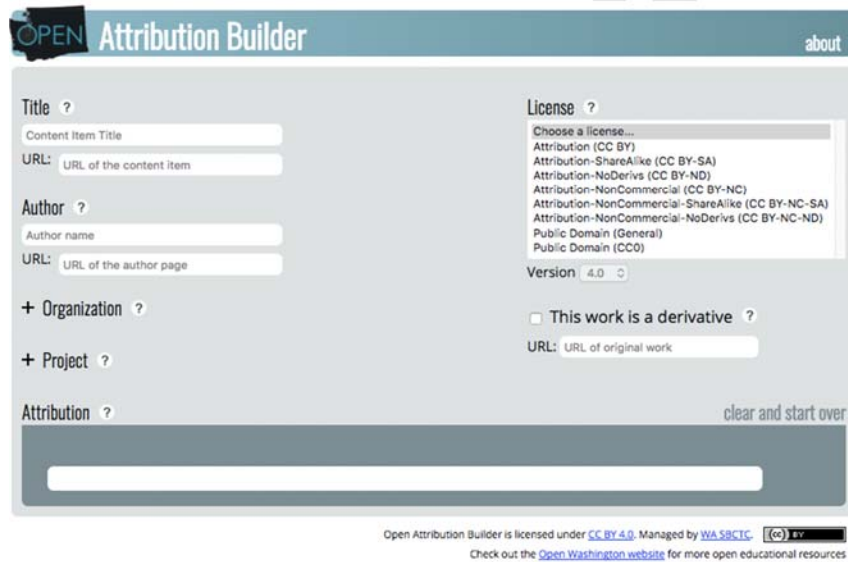 OPEN Attribution Builder
about
Title ?
Content Item Title
URL: URL of the content item
Author ?
Author name
URL: URL of the author page
+ Organization ?
+ Project ?
License ?
Choose a license...
Attribution (CC BY)
Attribution-ShareAlike (CC BY-SA)
Attribution-NoDerivs (CC BY-ND)
Attribution-NonCommercial (CC BY-NC)
Attribution-NonCommercial-ShareAlike (CC BY-NC-SA)
Attribution-NonCommercial-NoDerivs (CC BY-NC-ND)
Public Domain (General)
Public Domain (CC0)
Version 4.0
This work is a derivative ?
URL: URL of original work
Attribution ?
clear and start over
Open Attribution Builder is licensed under CC BY 4.0. Managed by WA SBCTC. (cc) BY
Check out the Open Washington website for more open educational resources